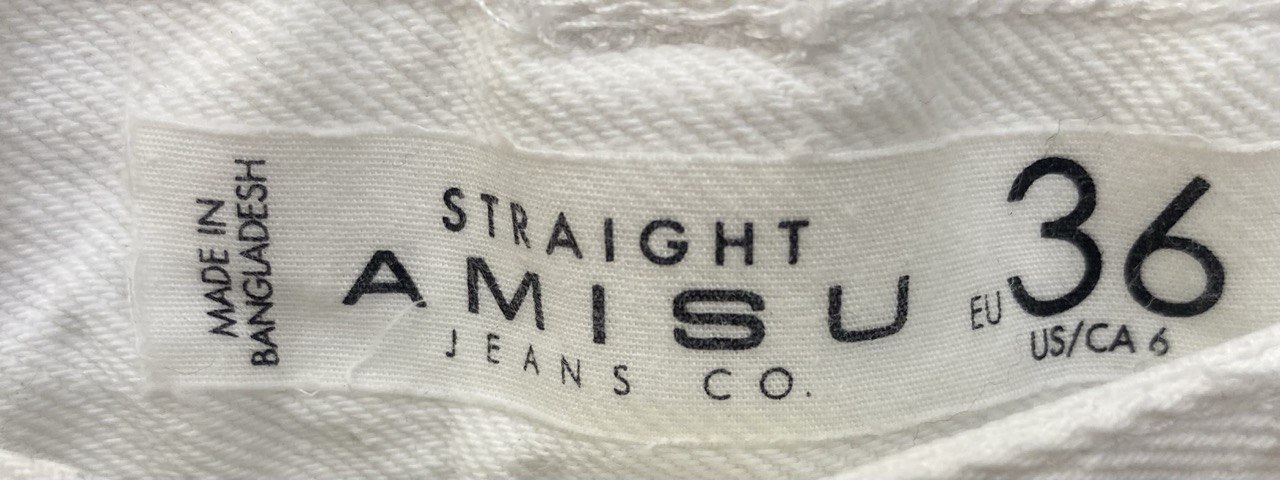 MADE IN
BANGLADESH
STRAIGHT
AMISU
JEANS CO.
EU 36
US/CA 6